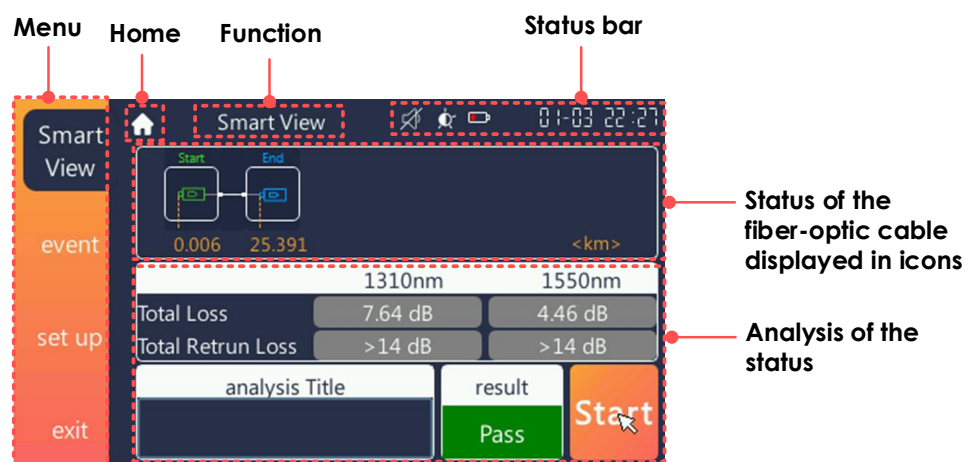 Menu
Home
Function
Status bar
Smart View
01-03 22:27
Smart
View
event
set up
exit
Start
End
0.006
25.391
<km>
1310nm
1550nm
Total Loss
7.64 dB
4.46 dB
Total Retrun Loss
>14 dB
>14 dB
analysis Title
result
Pass
Start
Status of the
fiber-optic cable
displayed in icons
Analysis of the
status